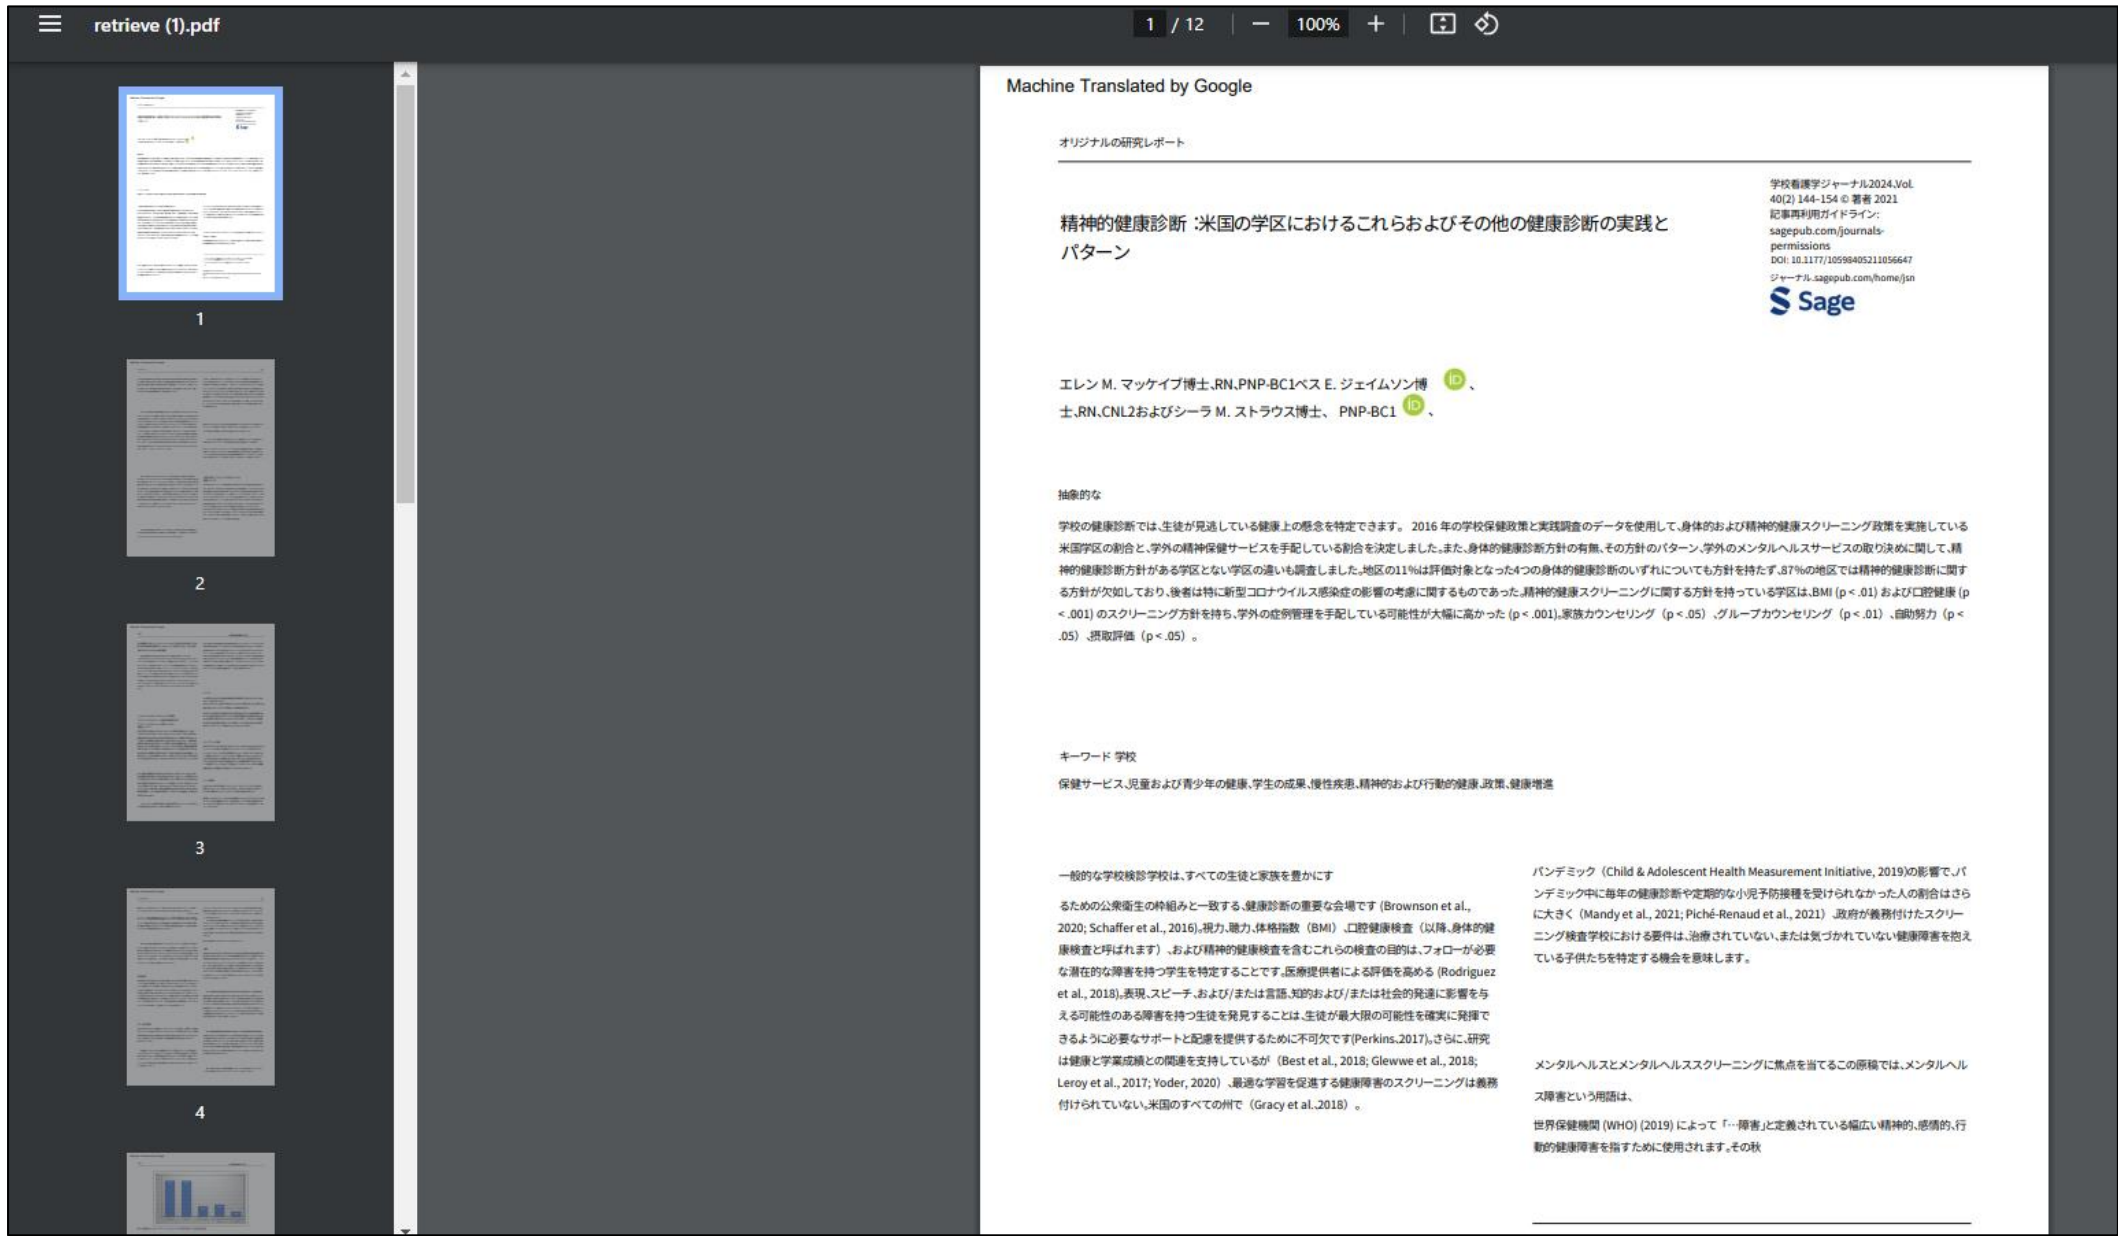 retrieve (1).pdf
1 / 12
100%
1
2
3
4
Machine Translated by Google
オリジナルの研究レポート
学校看護学ジャーナル2024、Vol.
40(2) 144-154 © 著者 2021
記事再利用ガイドライン:
sagepub.com/journals-
permissions
DOI: 10.1177/10598405211056647
ジャーナル.sagepub.com/home/jsn
Sage
精神的健康診断 :米国の学区におけるこれらおよびその他の健康診断の実践と
パターン
エレン M. マッケイブ博士、RN、PNP-BC1ベス E. ジェイムソン博 iD 、
士、RN、CNL2およびシーラ M. ストラウス博士、 PNP-BC1 iD 、
抽象的な
学校の健康診断では、生徒が見逃している健康上の懸念を特定できます。 2016 年の学校保健政策と実践調査のデータを使用して、身体的および精神的健康スクリーニング政策を実施している
米国学区の割合と、学外の精神保健サービスを手配している割合を決定しました。また、身体的健康診断方針の有無、その方針のパターン、学外のメンタルヘルスサービスの取り決めに関して、精
神的健康診断方針がある学区とない学区の違いも調査しました。地区の11%は評価対象となった4つの身体的健康診断のいずれについても方針を持たず、87%の地区では精神的健康診断に関す
る方針が欠如しており、後者は特に新型コロナウイルス感染症の影響の考慮に関するものであった。精神的健康スクリーニングに関する方針を持っている学区は、BMI (p < .01) および口腔健康 (p
< .001) のスクリーニング方針を持ち、学外の症例管理を手配している可能性が大幅に高かった (p < .001)。家族カウンセリング（p < .05）、グループカウンセリング（p < .01）、自助努力（p <
.05）、摂取評価（p < .05）。
キーワード 学校
保健サービス、児童および青少年の健康、学生の成果、慢性疾患、精神的および行動的健康、政策、健康増進
一般的な学校検診学校は、すべての生徒と家族を豊かにす
るための公衆衛生の枠組みと一致する、健康診断の重要な会場です (Brownson et al.,
2020; Schaffer et al., 2016)。視力、聴力、体格指数（BMI）、口腔健康検査（以降、身体的健
康検査と呼ばれます）、および精神的健康検査を含むこれらの検査の目的は、フォローが必要
な潜在的な障害を持つ学生を特定することです。医療提供者による評価を高める (Rodriguez
et al., 2018)。表現、スピーチ、および/または言語、知的および/または社会的発達に影響を与
える可能性のある障害を持つ生徒を発見することは、生徒が最大限の可能性を確実に発揮で
きるように必要なサポートと配慮を提供するために不可欠です(Perkins、2017)。さらに、研究
は健康と学業成績との関連を支持しているが（Best et al., 2018; Glewwe et al., 2018;
Leroy et al., 2017; Yoder, 2020）、最適な学習を促進する健康障害のスクリーニングは義務
付けられていない。米国のすべての州で（Gracy et al.、2018）。
パンデミック（Child & Adolescent Health Measurement Initiative, 2019)の影響で、パ
ンデミック中に毎年の健康診断や定期的な小児予防接種を受けられなかった人の割合はさら
に大きく（Mandy et al., 2021; Piché-Renaud et al., 2021）、政府が義務付けたスクリー
ニング検査学校における要件は、治療されていない、または気づかれていない健康障害を抱え
ている子供たちを特定する機会を意味します。
メンタルヘルスとメンタルヘルススクリーニングに焦点を当てるこの原稿では、メンタルヘル
ス障害という用語は、
世界保健機関 (WHO) (2019) によって「…障害」と定義されている幅広い精神的、感情的、行
動的健康障害を指すために使用されます。その秋